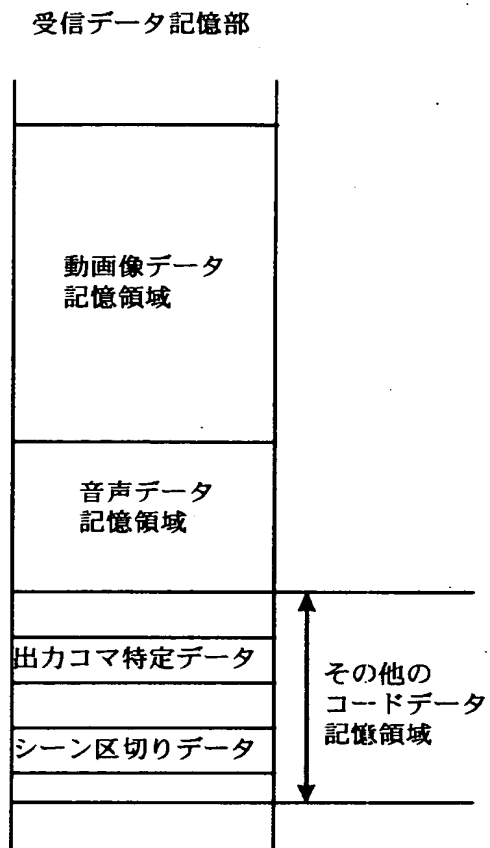 受信データ記憶部
動画像データ
記憶領域
音声データ
記憶領域
出力コマ特定データ
シーン区切りデータ
その他の
コードデータ
記憶領域